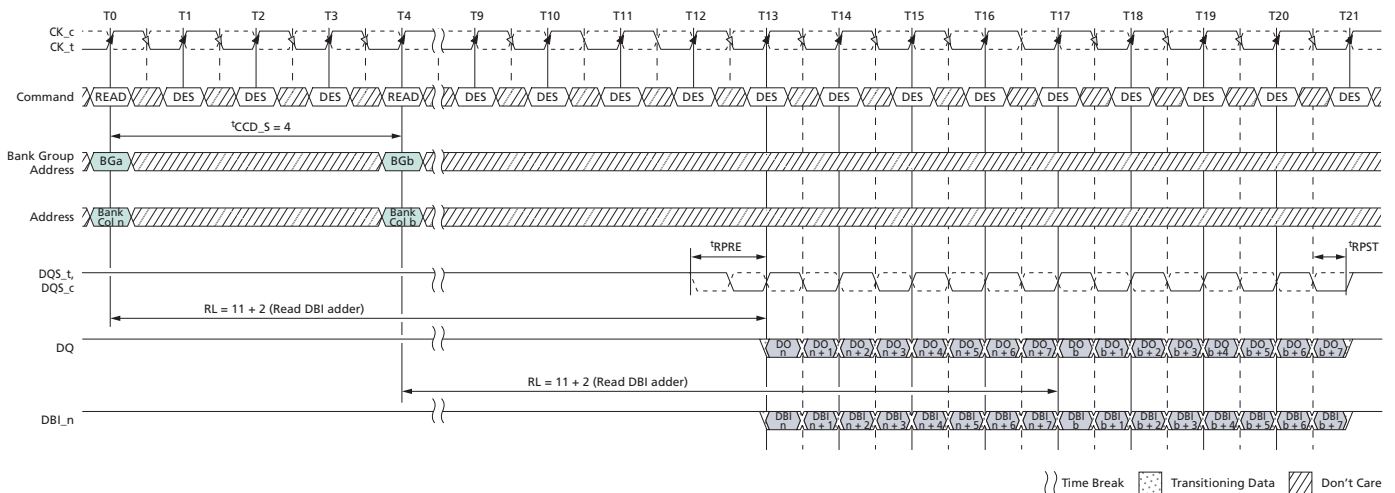 T0 T1 T2 T3 T4 T9 T10 T11 T12 T13 T14 T15 T16 T17 T18 T19 T20 T21
CK_c
CK_t
Command READ DES DES DES READ DES DES DES DES DES DES DES DES DES DES DES DES DES
tCCD_S = 4
Bank Group
Address BGa BGb
Address Bank
Col n Bank
Col b
tRPRE tRPST
DQS_t,
DQS_c
RL = 11 + 2 (Read DBI adder)
DQ DO
n DO
n + 1 DO
n + 2 DO
n + 3 DO
n + 4 DO
n + 5 DO
n + 6 DO
n + 7 DO
b DO
b + 1 DO
b + 2 DO
b + 3 DO
b + 4 DO
b + 5 DO
b + 6 DO
b + 7
RL = 11 + 2 (Read DBI adder)
DBI_n DBI
n DBI
n + 1 DBI
n + 2 DBI
n + 3 DBI
n + 4 DBI
n + 5 DBI
n + 6 DBI
n + 7 DBI
b DBI
b + 1 DBI
b + 2 DBI
b + 3 DBI
b + 4 DBI
b + 5 DBI
b + 6 DBI
b + 7
Time Break Transitioning Data Don't Care